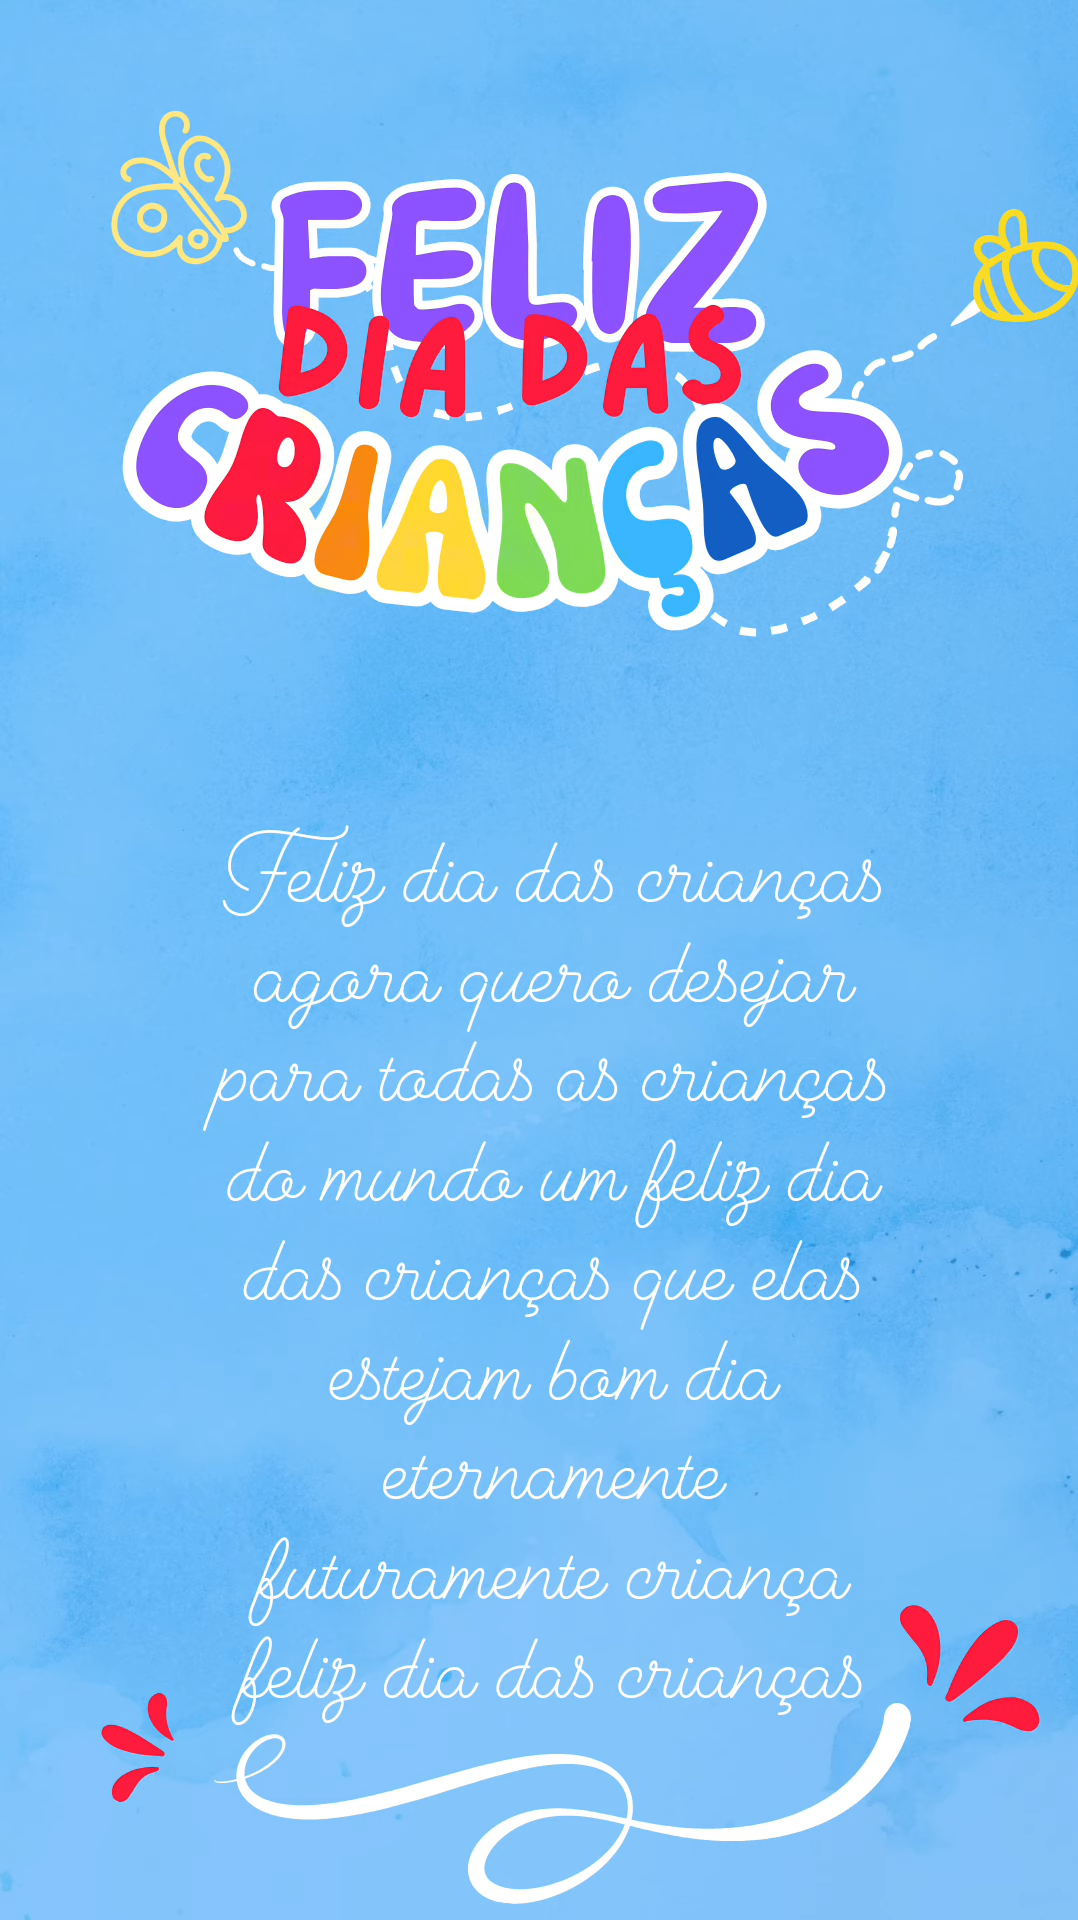 FELIZ
DIA DAS
CRIANÇAS
Feliz dia das crianças
agora quero desejar
para todas as crianças
do mundo um feliz dia
das crianças que elas
estejam bom dia
eternamente
futuramente criança
feliz dia das crianças